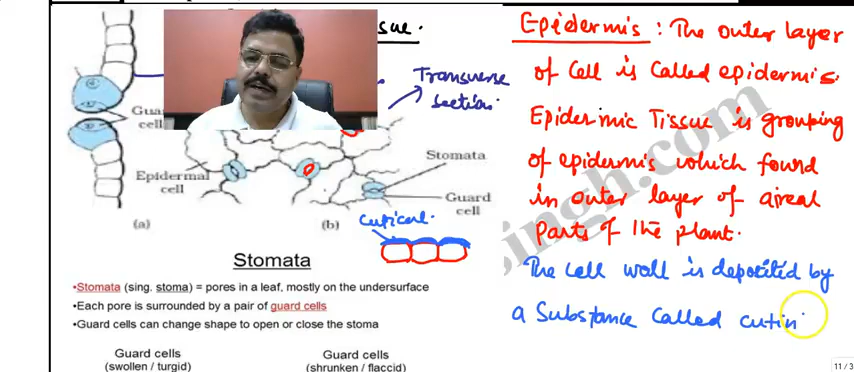 ssue.
Transverse
section.
Guard
cell
Epidermal
cell
Stomata
Guard
cell
(a)
(b)
Cutical
Stomata
•Stomata (sing. stoma) = pores in a leaf, mostly on the undersurface
•Each pore is surrounded by a pair of guard cells
•Guard cells can change shape to open or close the stoma
Guard cells
(swollen / turgid)
Guard cells
(shrunken / flaccid)
Epidermis : The outer layer
of cell is called epidermis.
Epidermic Tissue is grouping
of epidermis which found
in outer layer of aireal
parts of the plant.
The cell wall is deposited by
a substance called cutin
singh.com
11 / 3